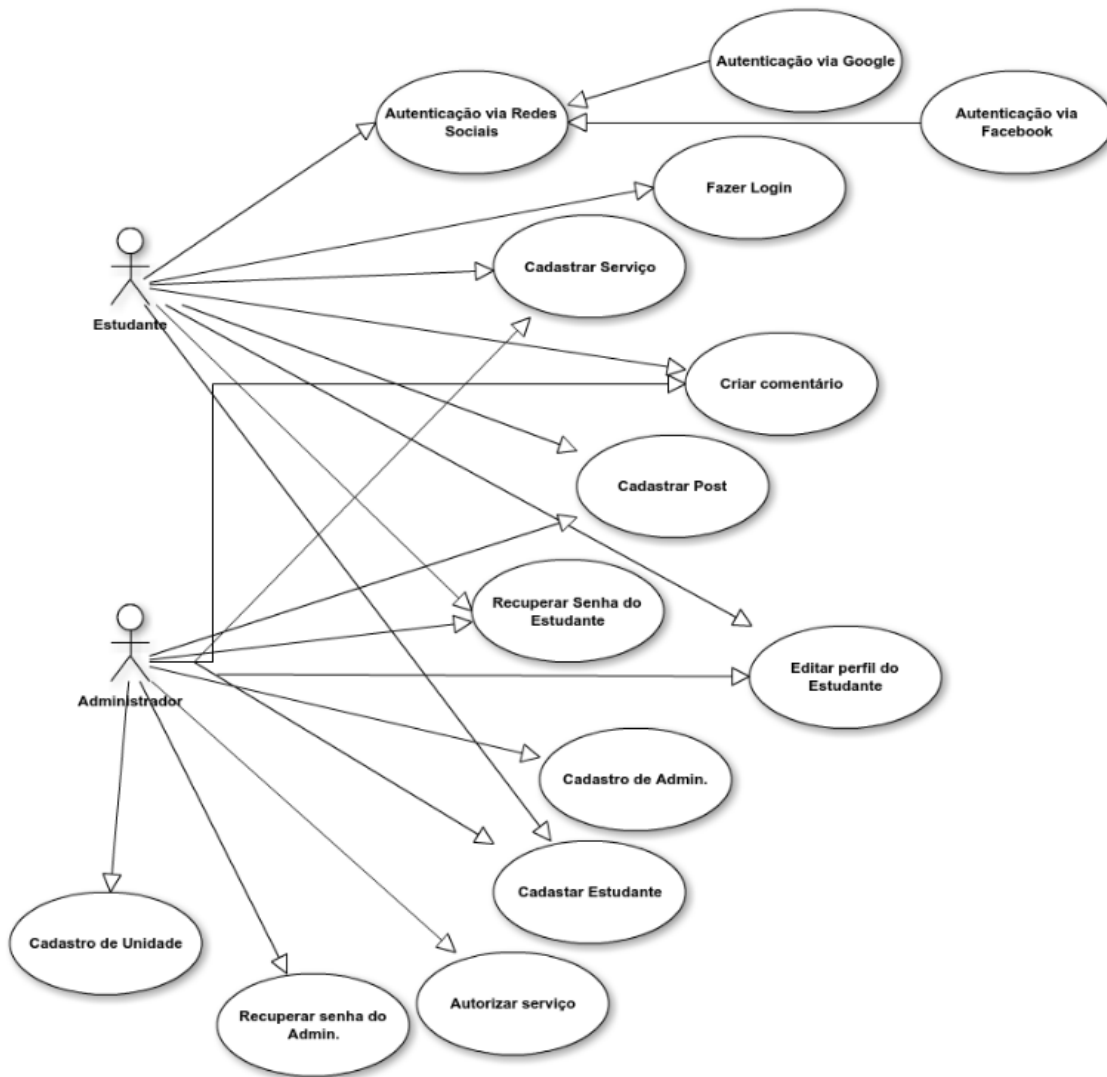 Autenticação via Google
Autenticação via Redes
Sociais
Autenticação via
Facebook
Fazer Login
Cadastrar Serviço
Estudante
Criar comentário
Cadastrar Post
Recuperar Senha do
Estudante
Editar perfil do
Estudante
Administrador
Cadastro de Admin.
Cadastar Estudante
Cadastro de Unidade
Autorizar serviço
Recuperar senha do
Admin.